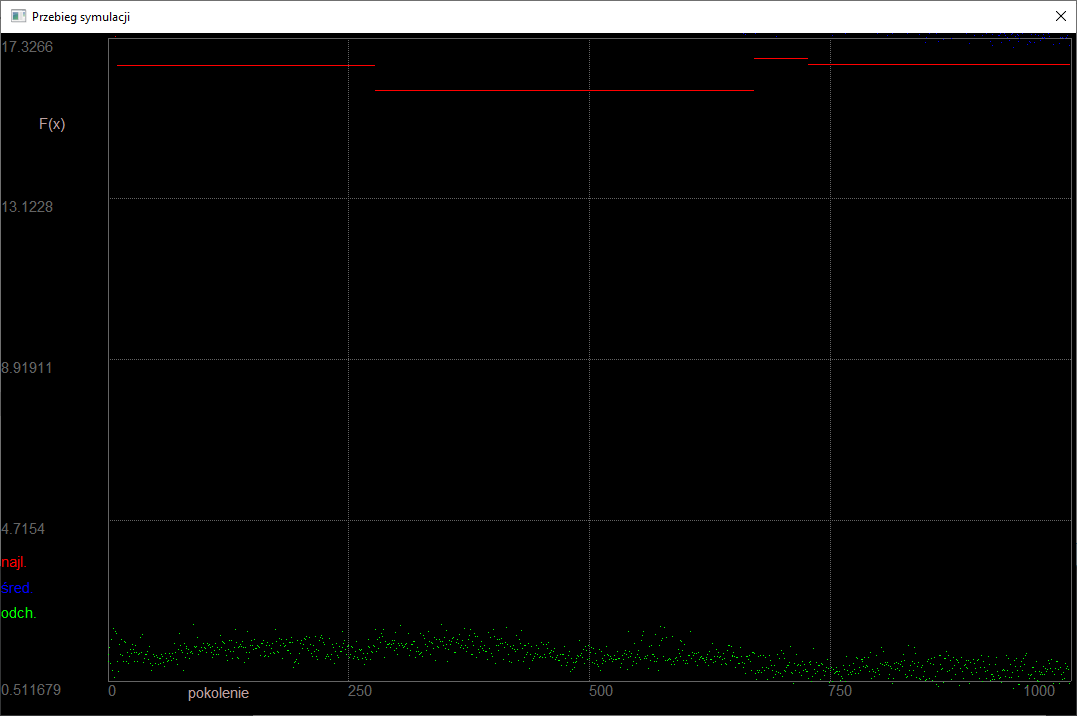 Przebieg symulacji
17.3266
F(x)
13.1228
8.91911
4.7154
najl.
śred.
odch.
0.511679
0 pokolenie 250 500 750 1000